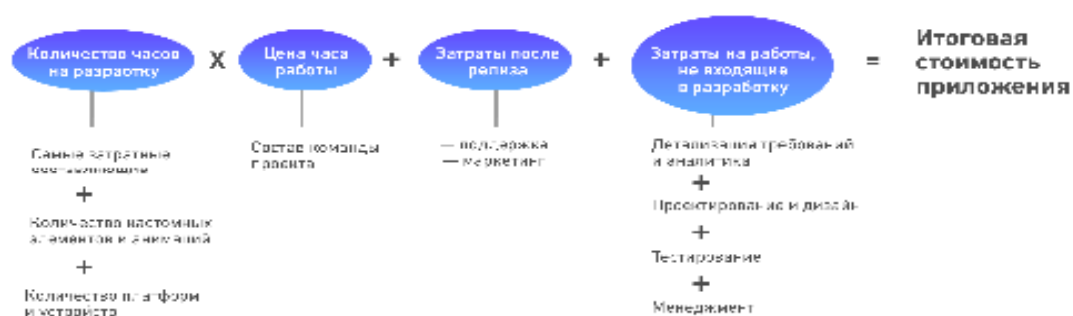 Количество часов
на разраотку
X
Цена часа
работы
+
Затраты после
релиза
+
Затраты на работы,
не входящие
в разработку
=
Итоговая
стоимость
приложения
Самые затратные
составляющие
+
Количество кастомных
элементов и анимаций
+
Количество платформ
и устройств
Состав команды
проекта
— поддержка
— маркетинг
Детализация требований
и аналитика
+
Проектирование и дизайн
+
Тестирование
+
Менеджмент